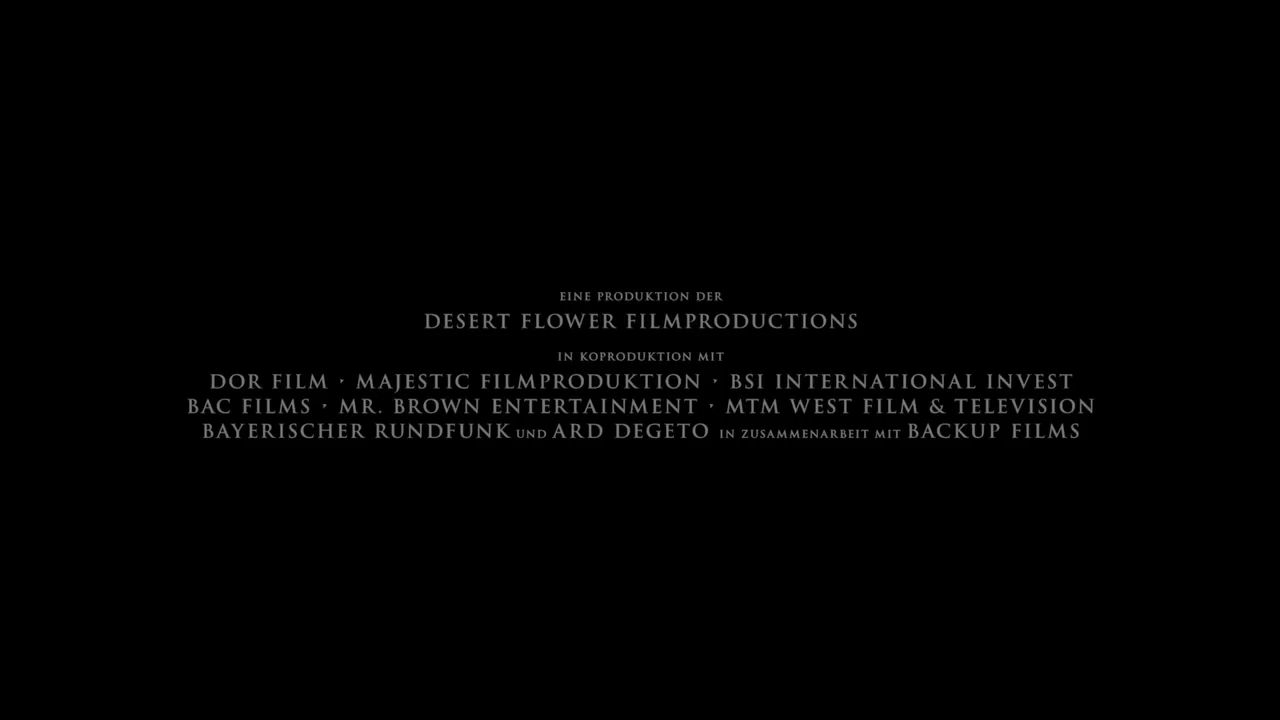 EINE PRODUKTION DER
DESERT FLOWER FILMPRODUCTIONS
IN KOPRODUKTION MIT
DOR FILM · MAJESTIC FILMPRODUKTION · BSI INTERNATIONAL INVEST
BAC FILMS · MR. BROWN ENTERTAINMENT · MTM WEST FILM & TELEVISION
BAYERISCHER RUNDFUNK UND ARD DEGETO IN ZUSAMMENARBEIT MIT BACKUP FILMS